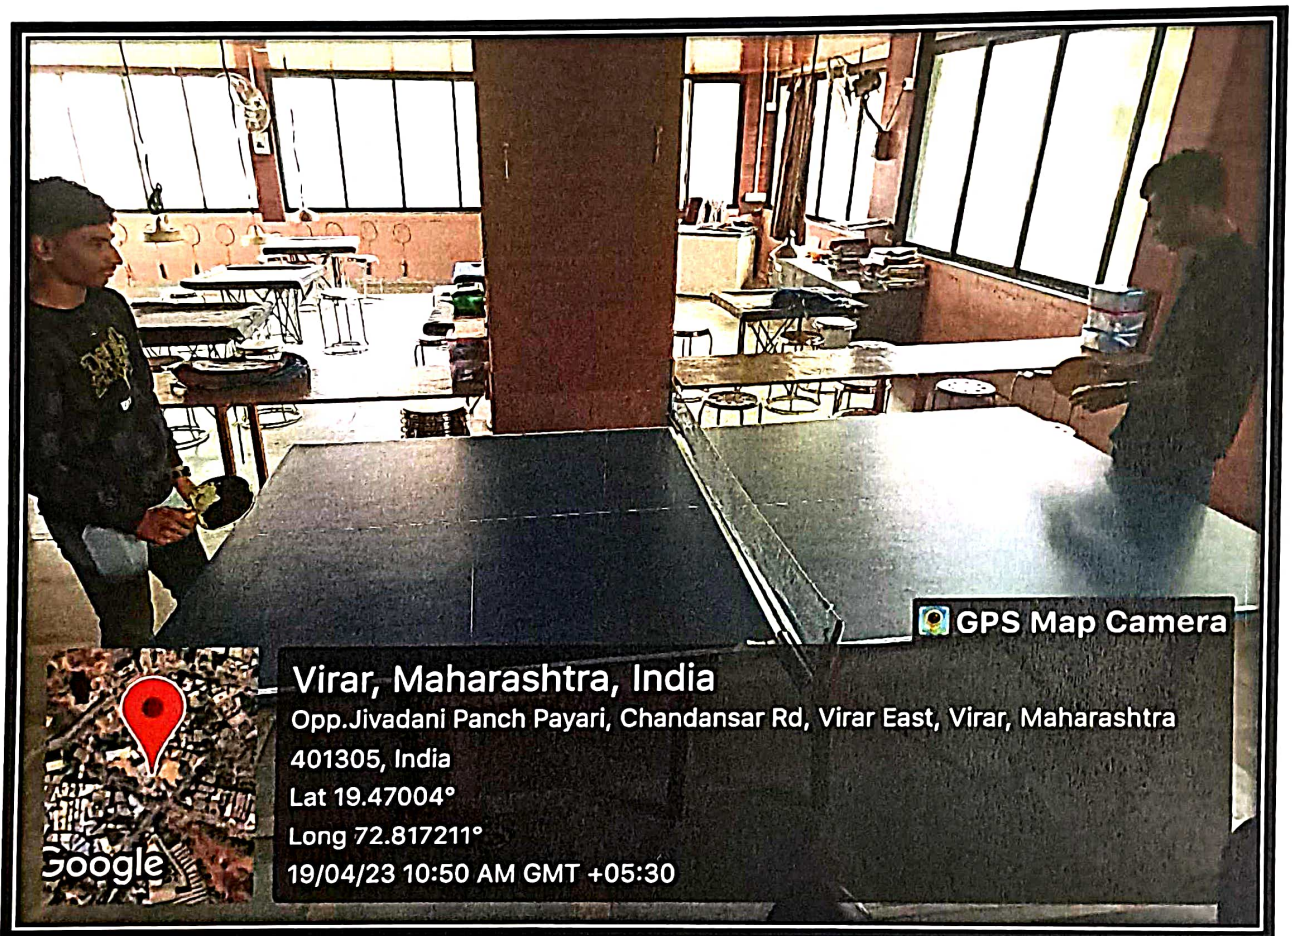 GPS Map Camera
Virar, Maharashtra, India
Opp.Jivadani Panch Payari, Chandansar Rd, Virar East, Virar, Maharashtra
401305, India
Lat 19.47004°
Long 72.817211°
19/04/23 10:50 AM GMT +05:30
Google